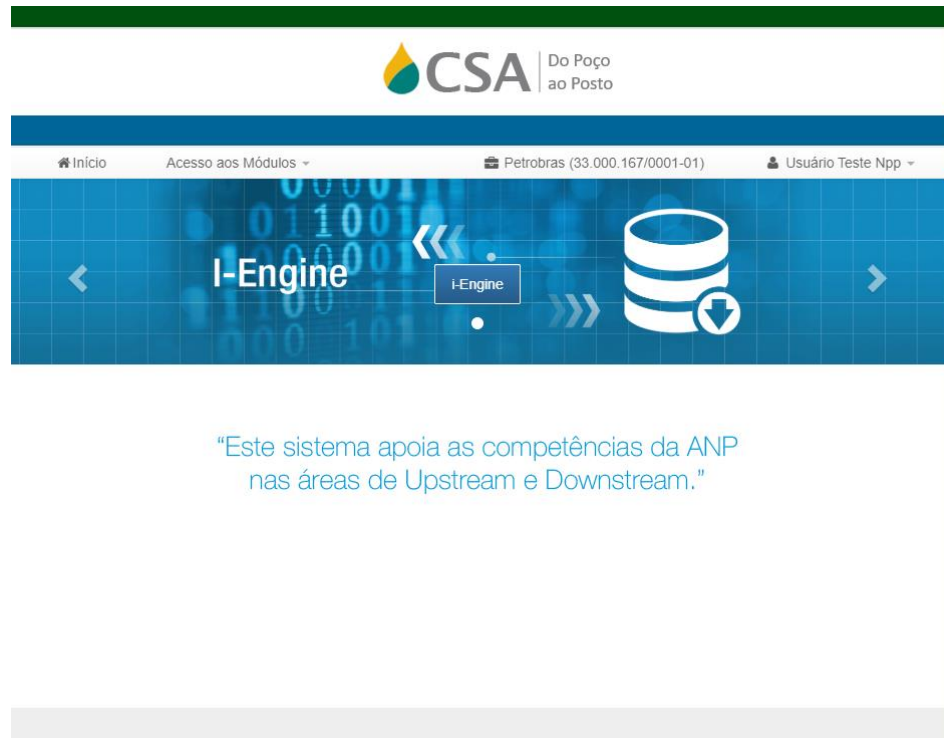 CSA
Do Poço
ao Posto
Início Acesso aos Módulos Petrobras (33.000.167/0001-01) Usuário Teste Npp
I-Engine
i-Engine
“Este sistema apoia as competências da ANP
nas áreas de Upstream e Downstream.”